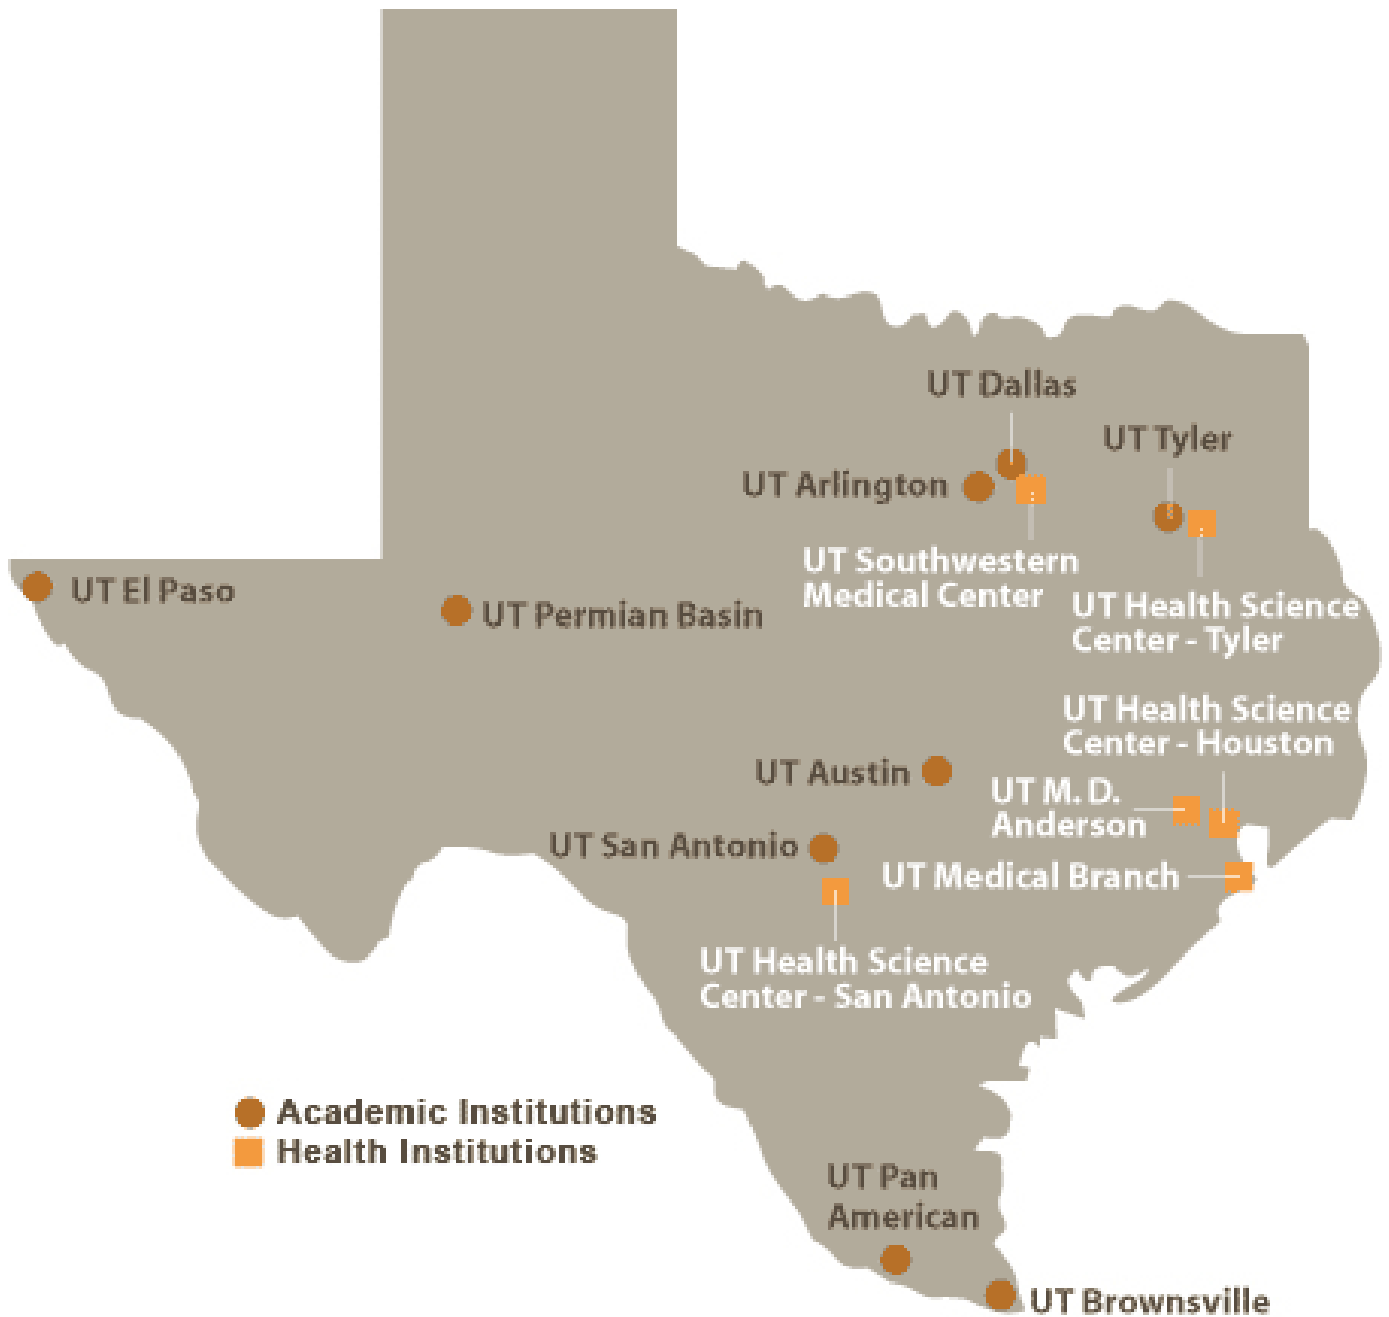 UT Dallas
UT Tyler
UT Arlington
UT Southwestern
Medical Center
UT El Paso
UT Permian Basin
UT Health Science
Center - Tyler
UT Health Science
Center - Houston
UT Austin
UT M. D.
Anderson
UT San Antonio
UT Medical Branch
UT Health Science
Center - San Antonio
Academic Institutions
Health Institutions
UT Pan
American
UT Brownsville